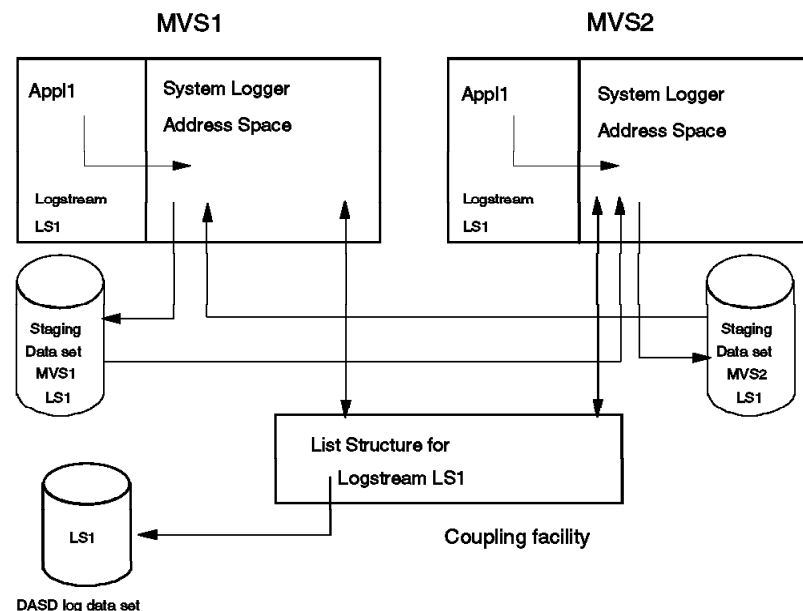 MVS1
MVS2
Appl1
System Logger
Address Space
Logstream
LS1
Appl1
System Logger
Address Space
Logstream
LS1
Staging
Data set
MVS1
LS1
Staging
Data set
MVS2
LS1
List Structure for
Logstream LS1
LS1
Coupling facility
DASD log data set